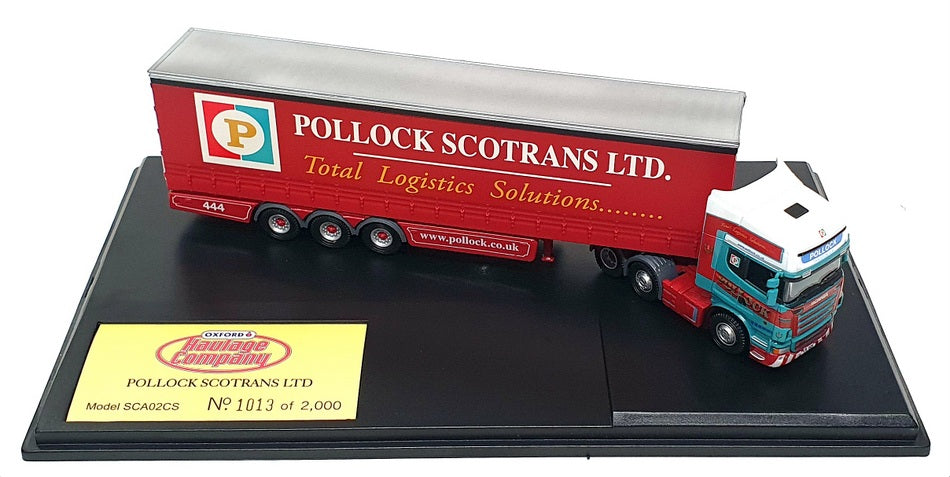 P
POLLOCK SCOTRANS LTD.
Total Logistics Solutions.........
444
www.pollock.co.uk
POLLOCK
OXFORD
Haulage
Company
POLLOCK SCOTRANS LTD
Model SCA02CS Nº 1013 of 2,000